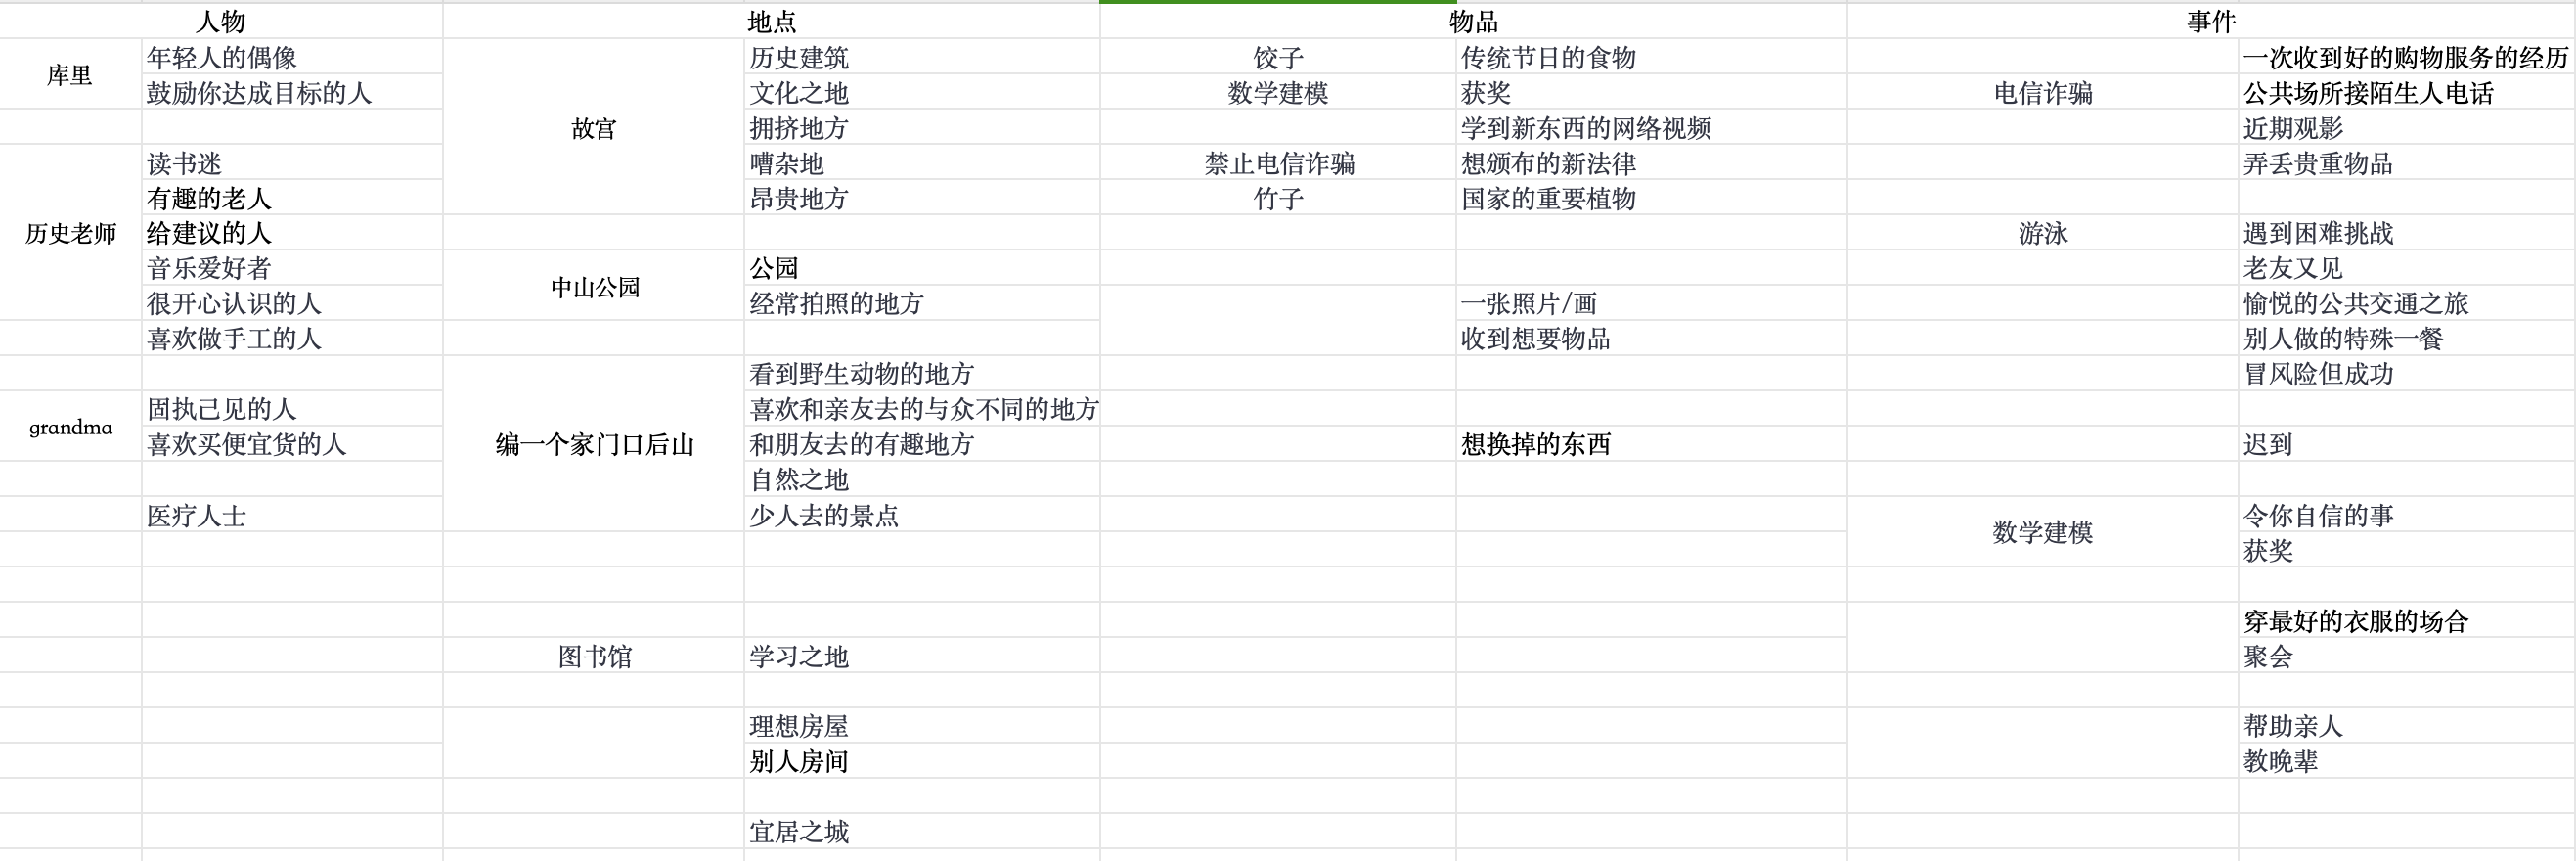 人物 地点 物品 事件
年轻人的偶像 历史建筑 饺子 传统节日的食物 一次收到好的购物服务的经历
库里
鼓励你达成目标的人 文化之地 数学建模 获奖 电信诈骗 公共场所接陌生人电话
故宫 拥挤地方 学到新东西的网络视频 近期观影
读书迷 嘈杂地 禁止电信诈骗 想颁布的新法律 弄丢贵重物品
有趣的老人 昂贵地方 竹子 国家的重要植物
历史老师 给建议的人 游泳 遇到困难挑战
音乐爱好者 公园 老友又见
中山公园
很开心认识的人 经常拍照的地方 一张照片/画 愉悦的公共交通之旅
喜欢做手工的人 收到想要物品 别人做的特殊一餐
看到野生动物的地方 冒风险但成功
固执己见的人 喜欢和亲友去的与众不同的地方
grandma
喜欢买便宜货的人 编一个家门口后山 和朋友去的有趣地方 想换掉的东西 迟到
自然之地
医疗人士 少人去的景点 令你自信的事
数学建模
获奖
穿最好的衣服的场合
图书馆 学习之地 聚会
理想房屋 帮助亲人
别人房间 教晚辈
宜居之城